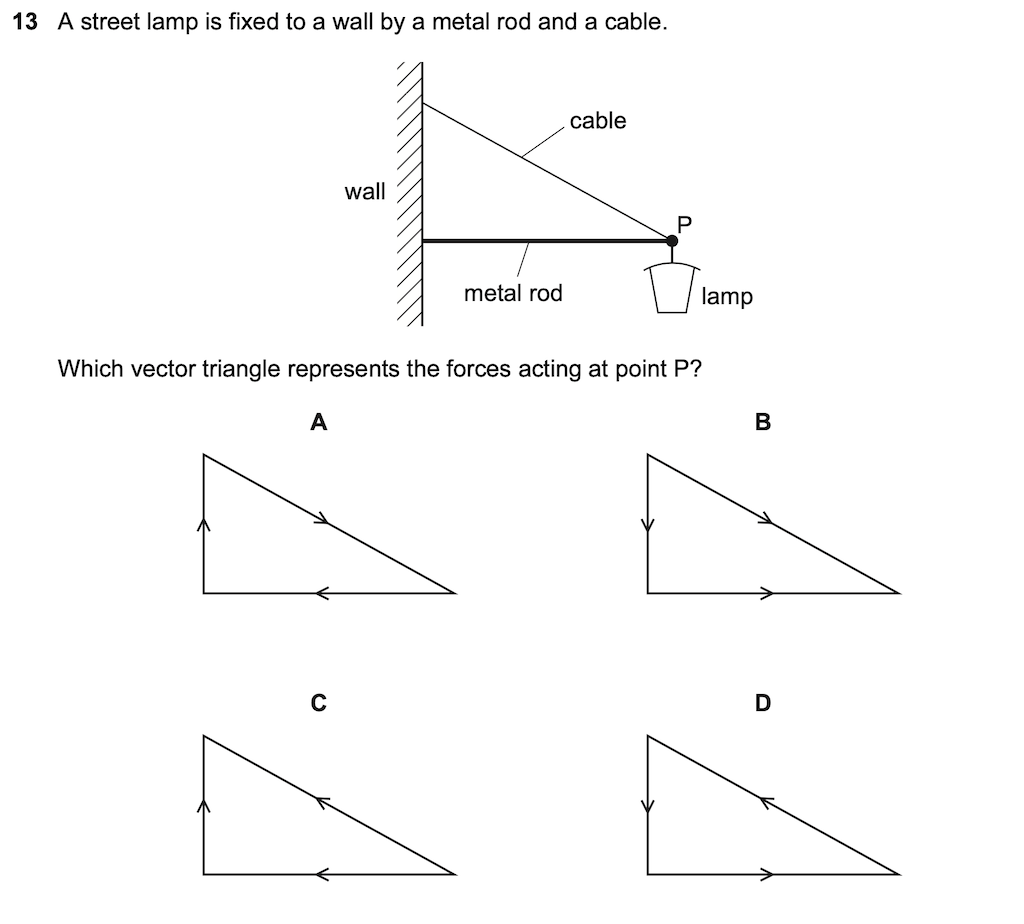 13 A street lamp is fixed to a wall by a metal rod and a cable.
cable
wall
P
metal rod
lamp
Which vector triangle represents the forces acting at point P?
A B
C D